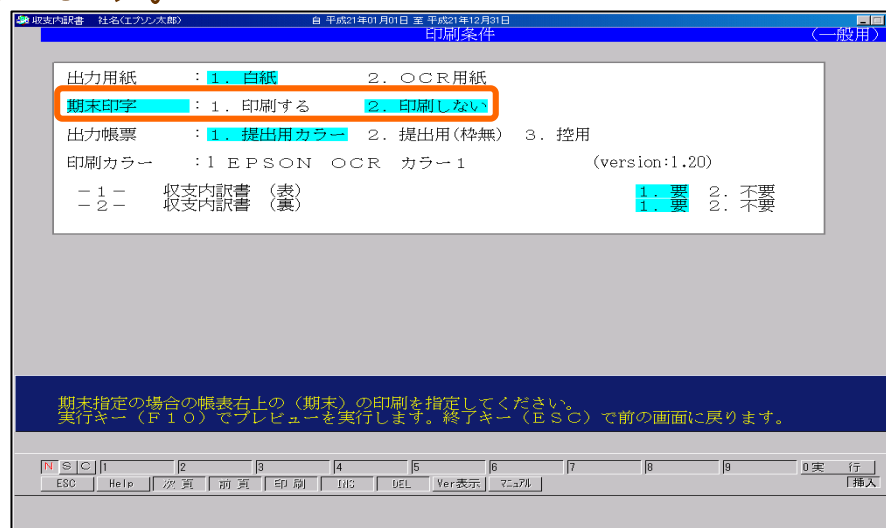 収支内訳書 社名(エプソン太郎) 自 平成21年01月01日 至 平成21年12月31日
印刷条件 (一般用)
出力用紙 :1. 白紙 2. OCR用紙
期末印字 :1. 印刷する 2. 印刷しない
出力帳票 :1. 提出用カラー 2. 提出用(枠無) 3. 控用
印刷カラー :1 EPSON OCR カラー1 (version:1.20)
-1- 収支内訳書 (表) 1. 要 2. 不要
-2- 収支内訳書 (裏) 1. 要 2. 不要
期末指定の場合の帳表右上の(期末)の印刷を指定してください。
実行キー(F10)でプレビューを実行します。終了キー(ESC)で前の画面に戻ります。
N S C 1 2 3 4 5 6 7 8 9 0実 行
ESC Help 次 頁 前 頁 印 刷 INS DEL Ver表示 マニュアル 挿入